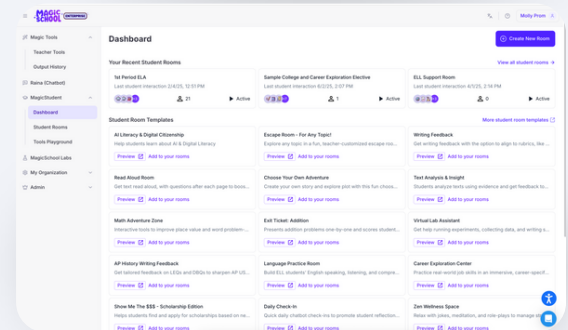 MAGIC SCHOOL ENTERPRISE
Molly Prom
Magic Tools
Teacher Tools
Output History
Raina (Chatbot)
MagicStudent
Dashboard
Student Rooms
Tools Playground
MagicSchool Labs
My Organization
Admin
Dashboard
Create New Room
Your Recent Student Rooms
View all student rooms
1st Period ELA
Last student interaction 2/4/25, 12:51 PM
21
Active
Sample College and Career Exploration Elective
Last student interaction 6/2/25, 2:07 PM
1
Active
ELL Support Room
Last student interaction 6/1/25, 2:14 PM
0
Active
Student Room Templates
More student room templates
AI Literacy & Digital Citizenship
Help students learn about AI & Digital Literacy
Preview Add to your rooms
Escape Room - For Any Topic!
Explore any topic in a fun, teacher-customized escape roo...
Preview Add to your rooms
Writing Feedback
Get writing feedback with the option to align to rubrics, like ...
Preview Add to your rooms
Read Aloud Room
Get text read aloud, with questions after each page to boos...
Preview Add to your rooms
Choose Your Own Adventure
Create your own story and explore plot with this fun choos...
Preview Add to your rooms
Text Analysis & Insight
Students analyze texts using evidence and get feedback to...
Preview Add to your rooms
Math Adventure Zone
Interactive tools to improve place value and word problem-...
Preview Add to your rooms
Exit Ticket: Addition
Presents addition problems one-by-one and scores student...
Preview Add to your rooms
Virtual Lab Assistant
Get help running experiments, collecting data, and writing s...
Preview Add to your rooms
AP History Writing Feedback
Get tailored feedback on LEQs and DBQs to sharpen AP US...
Preview Add to your rooms
Language Practice Room
Build ELL students' English speaking, listening, and compre...
Preview Add to your rooms
Career Exploration Center
Practice real-world job skills in an immersive, career-specif...
Preview Add to your rooms
Show Me The $$$ - Scholarship Edition
Helps students find and apply for scholarships based on ne...
Daily Check-In
Quick daily chatbot check-ins to promote student reflection...
Zen Wellness Space
Relax with jokes, meditation, and role-plays to manage st